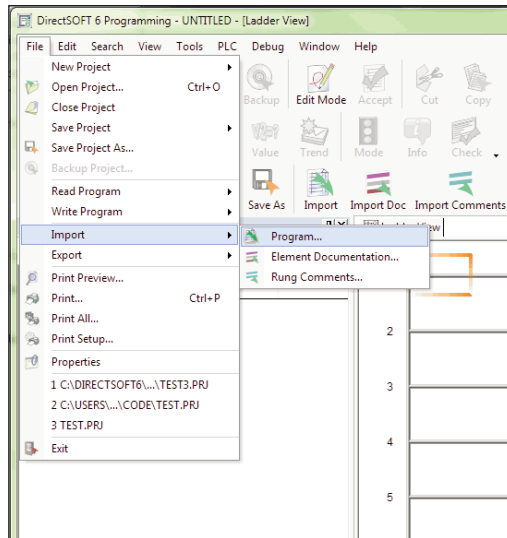 DirectSOFT 6 Programming - UNTITLED - [Ladder View]
File Edit Search View Tools PLC Debug Window Help
New Project
Open Project... Ctrl+O
Close Project
Save Project
Save Project As...
Backup Project...
Read Program
Write Program
Import
Export
Print Preview...
Print... Ctrl+P
Print All...
Print Setup...
Properties
1 C:\DIRECTSOFT6\...\TEST3.PRJ
2 C:\USERS\...\CODE\TEST.PRJ
3 TEST.PRJ
Exit
Backup Edit Mode Accept Cut Copy
Value Trend Mode Info Check
Save As Import Import Doc Import Comments
Program...
Element Documentation...
Rung Comments...
2
3
4
5